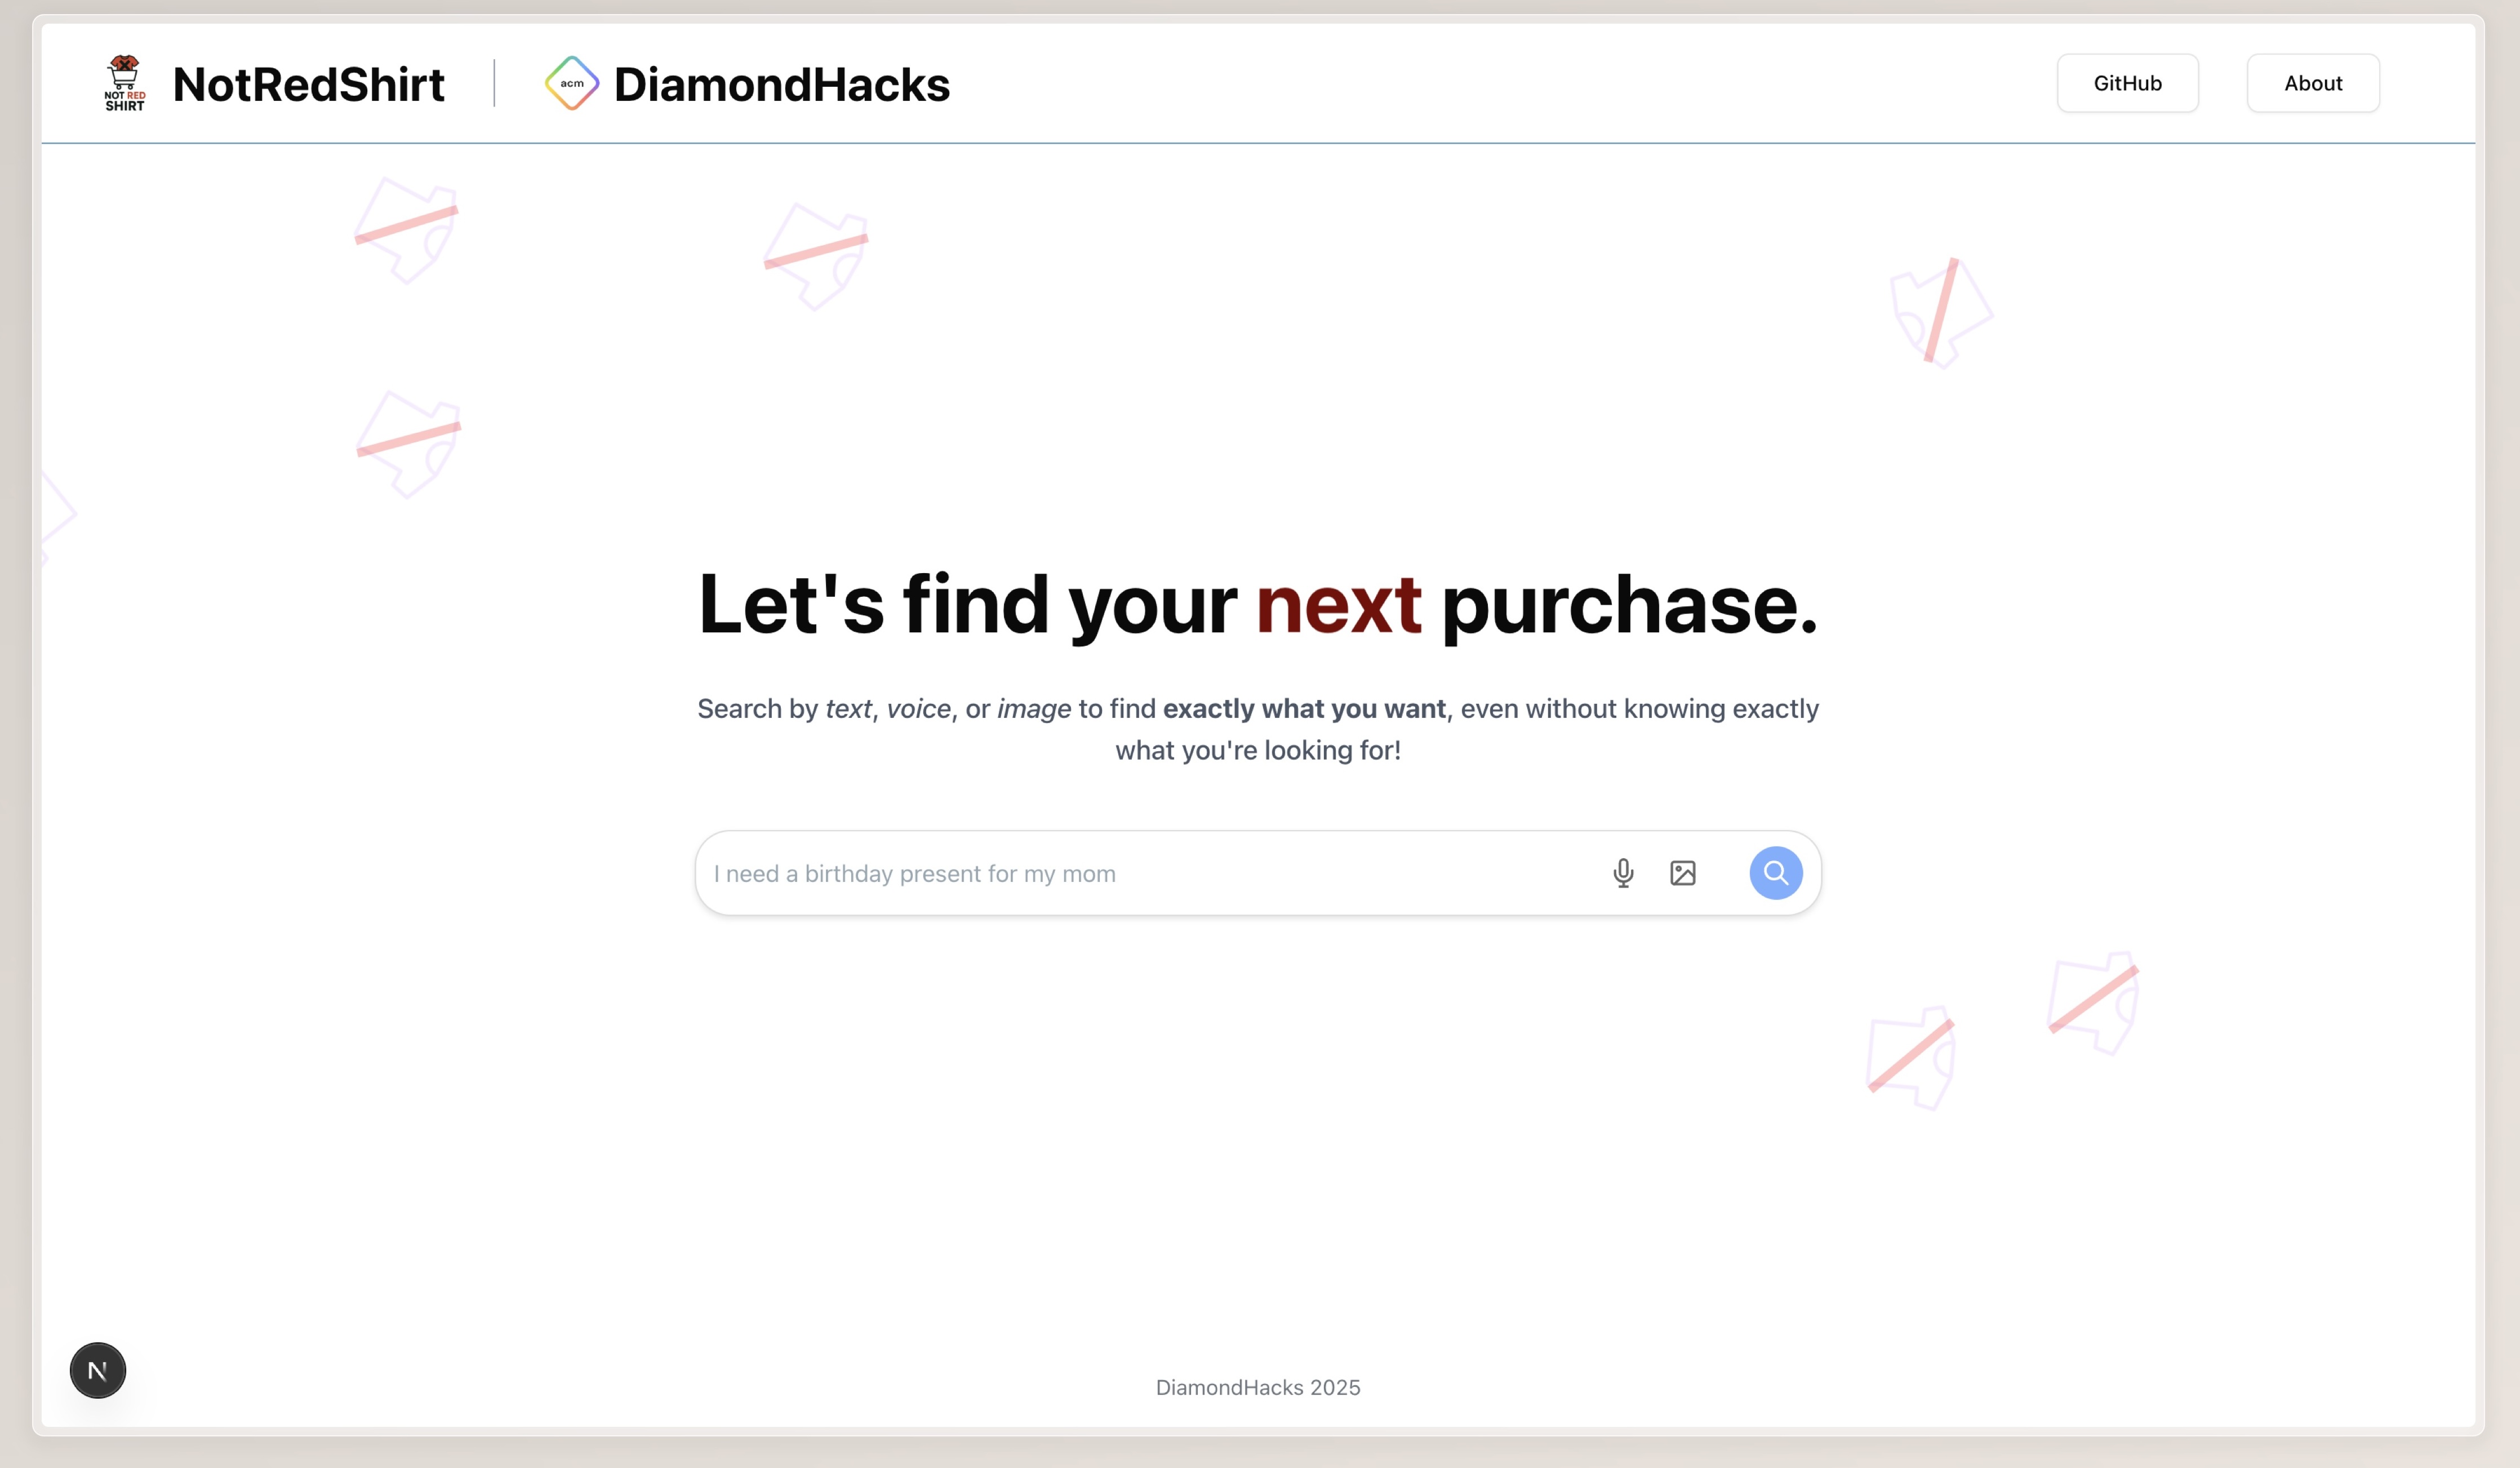 NOT RED
SHIRT
NotRedShirt
acm
DiamondHacks
GitHub
About
Let's find your next purchase.
Search by text, voice, or image to find exactly what you want, even without knowing exactly
what you're looking for!
I need a birthday present for my mom
N
DiamondHacks 2025